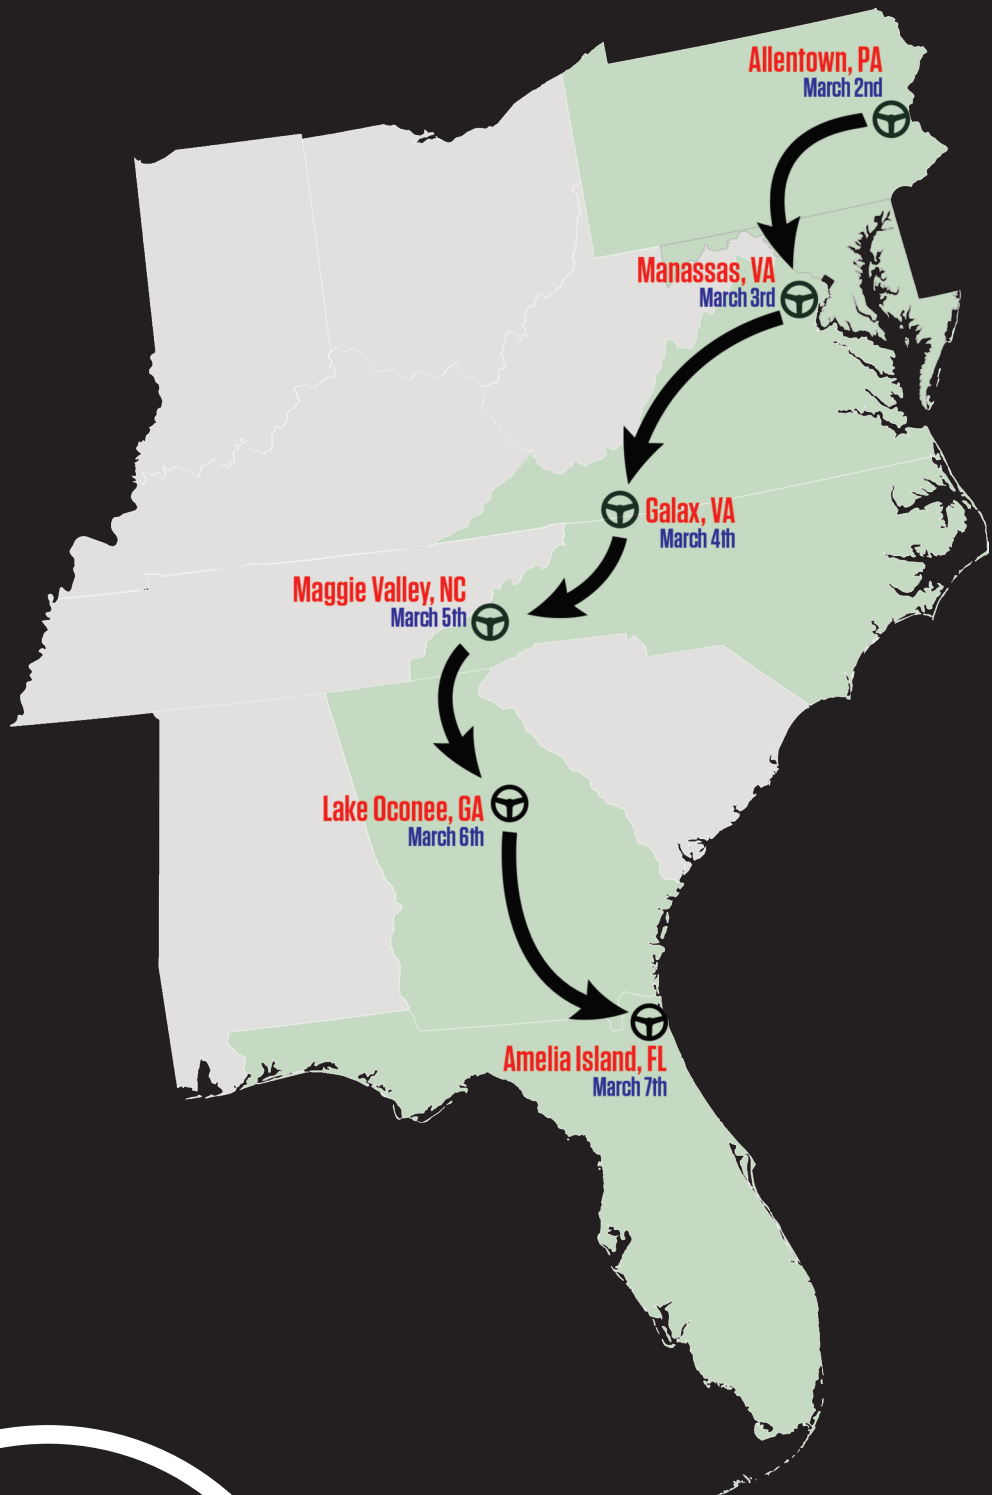 Allentown, PA
March 2nd
Manassas, VA
March 3rd
Galax, VA
March 4th
Maggie Valley, NC
March 5th
Lake Oconee, GA
March 6th
Amelia Island, FL
March 7th